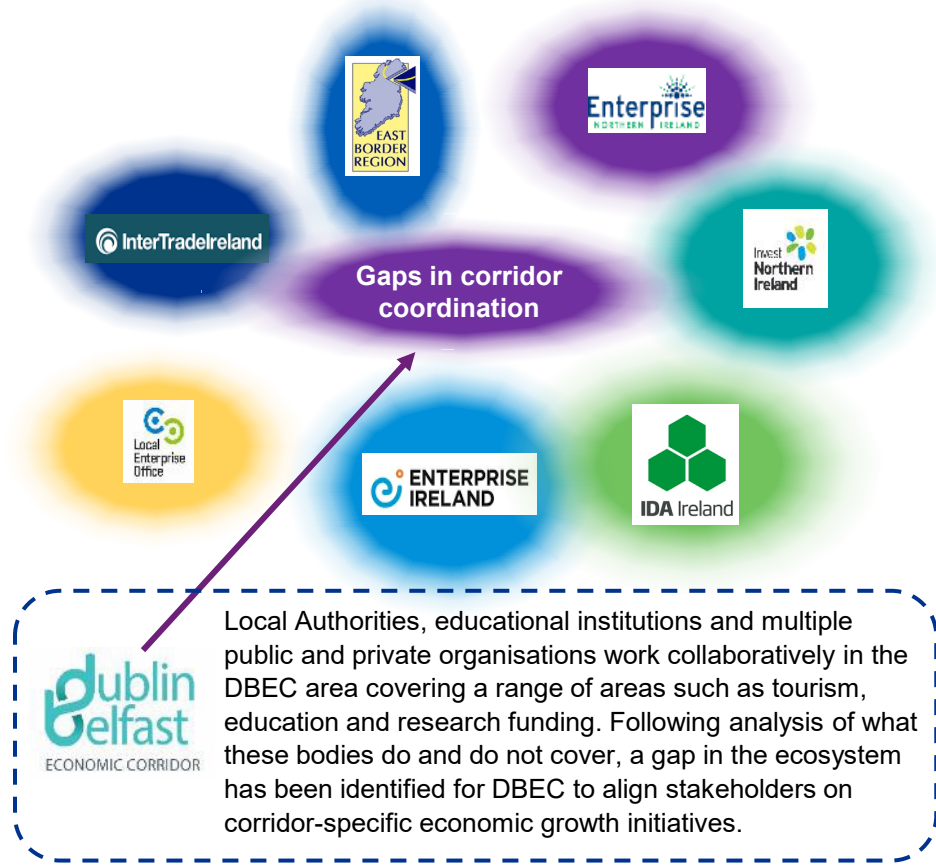 EAST
BORDER
REGION
Enterprise
NORTHERN IRELAND
InterTradeIreland
Gaps in corridor
coordination
Invest
Northern
Ireland
Local
Enterprise
Office
ENTERPRISE
IRELAND
IDA Ireland
dublin
belfast
ECONOMIC CORRIDOR
Local Authorities, educational institutions and multiple
public and private organisations work collaboratively in the
DBEC area covering a range of areas such as tourism,
education and research funding. Following analysis of what
these bodies do and do not cover, a gap in the ecosystem
has been identified for DBEC to align stakeholders on
corridor-specific economic growth initiatives.